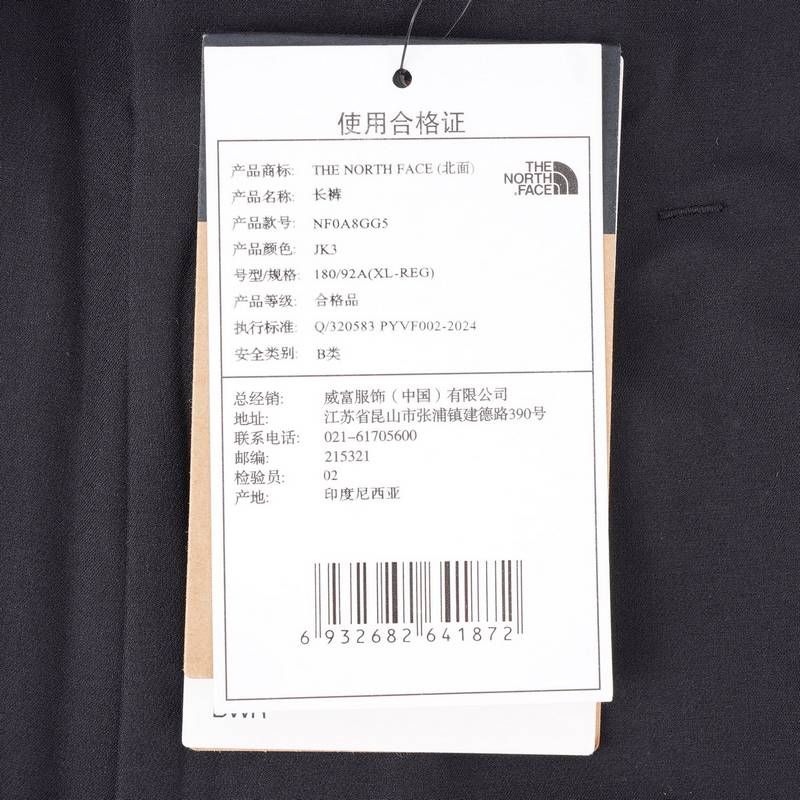 使用合格证
产品商标: THE NORTH FACE (北面)
产品名称: 长裤
产品款号: NF0A8GG5
产品颜色: JK3
号型/规格: 180/92A(XL-REG)
产品等级: 合格品
执行标准: Q/320583 PYVF002-2024
安全类别: B类
THE
NORTH
FACE
总经销: 威富服饰(中国)有限公司
地址: 江苏省昆山市张浦镇建德路390号
联系电话: 021-61705600
邮编: 215321
检验员: 02
产地: 印度尼西亚
6 932682 641872